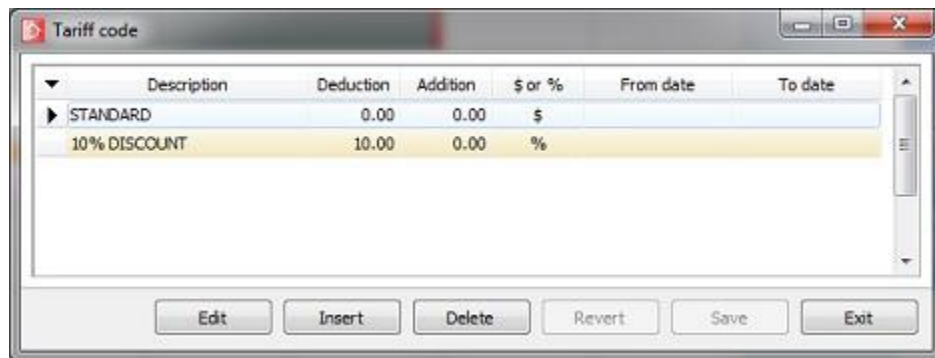 Tariff code
Description Deduction Addition $ or % From date To date
STANDARD 0.00 0.00 $
10% DISCOUNT 10.00 0.00 %
Edit Insert Delete Revert Save Exit